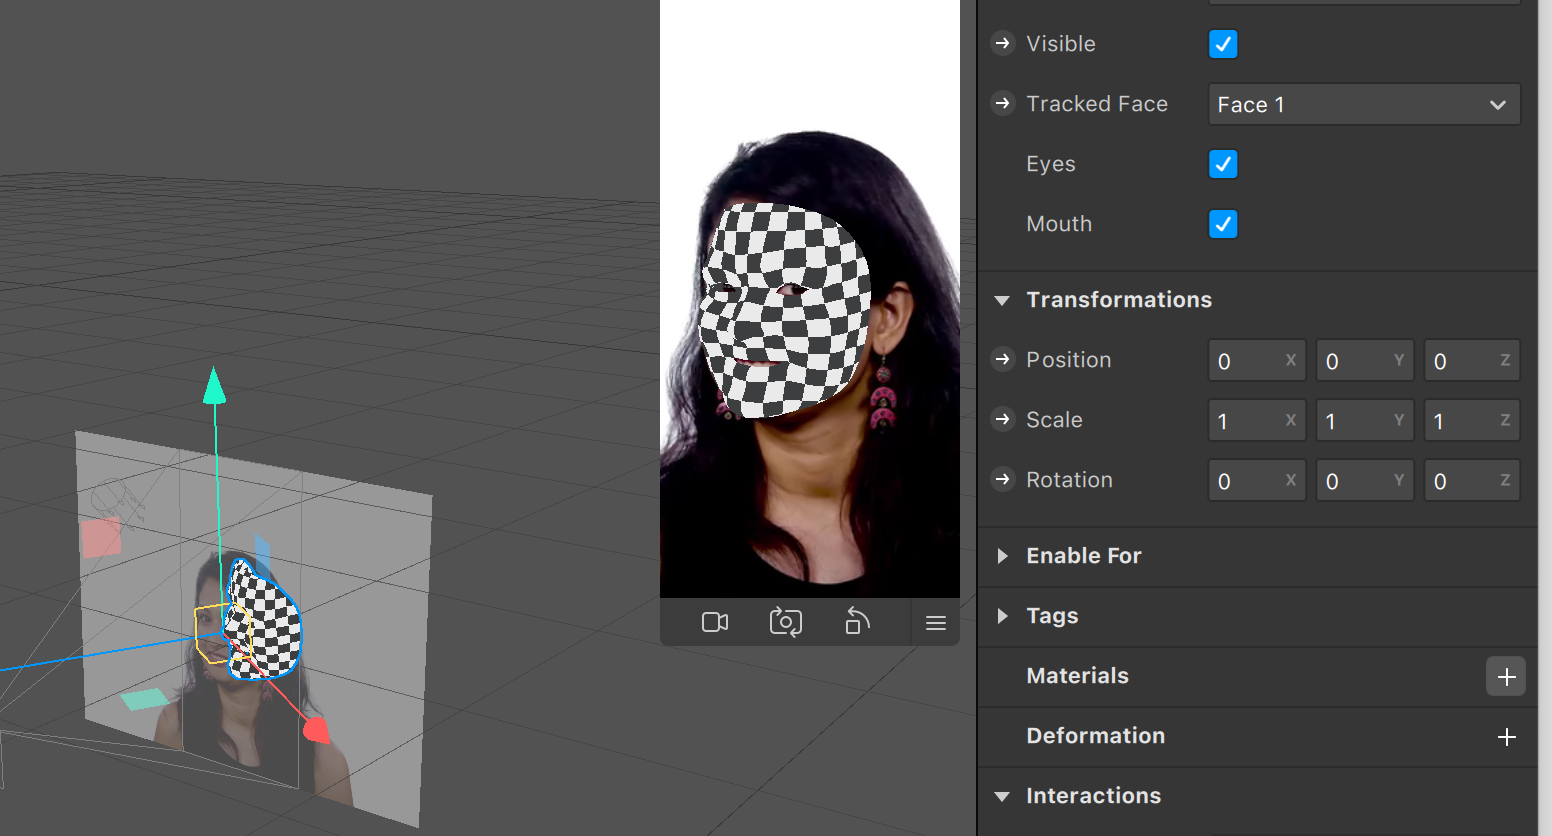 Visible
Tracked Face Face 1
Eyes
Mouth
Transformations
Position 0 X 0 Y 0 Z
Scale 1 X 1 Y 1 Z
Rotation 0 X 0 Y 0 Z
Enable For
Tags
Materials
Deformation
Interactions